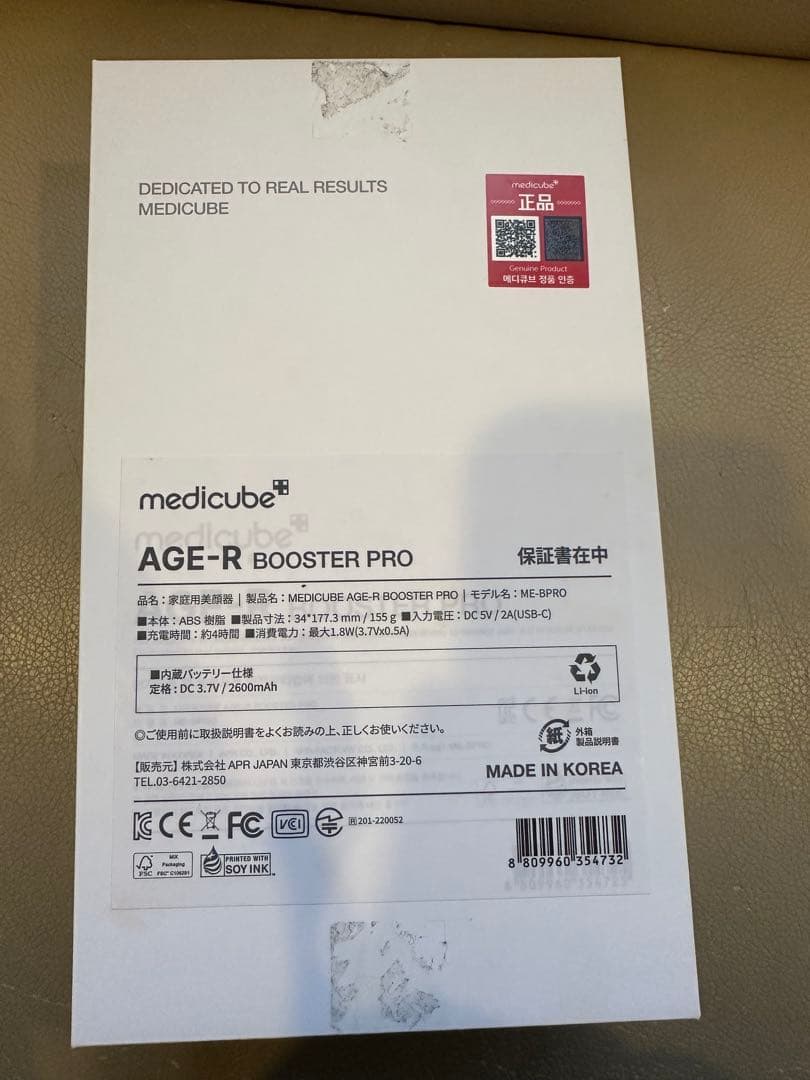 DEDICATED TO REAL RESULTS
MEDICUBE
medicube
正品
Genuine Product
메디큐브 정품 인증
medicube
AGE-R BOOSTER PRO
保証書在中
品名：家庭用美顔器 | 製品名：MEDICUBE AGE-R BOOSTER PRO | モデル名：ME-BPRO
■本体：ABS 樹脂 ■製品寸法：34*177.3 mm / 155 g ■入力電圧：DC 5V / 2A(USB-C)
■充電時間：約4時間 ■消費電力：最大1.8W(3.7Vx0.5A)
■内蔵バッテリー仕様
定格：DC 3.7V / 2600mAh
Li-ion
◎ご使用前に取扱説明書をよくお読みの上、正しくお使いください。
紙
外箱
製品説明書
【販売元】株式会社 APR JAPAN 東京都渋谷区神宮前3-20-6
TEL.03-6421-2850
MADE IN KOREA
KC CE FC VCI R 201-220052
FSC MIX Packaging FSC® C106291
PRINTED WITH
SOY INK
8 809960 354732